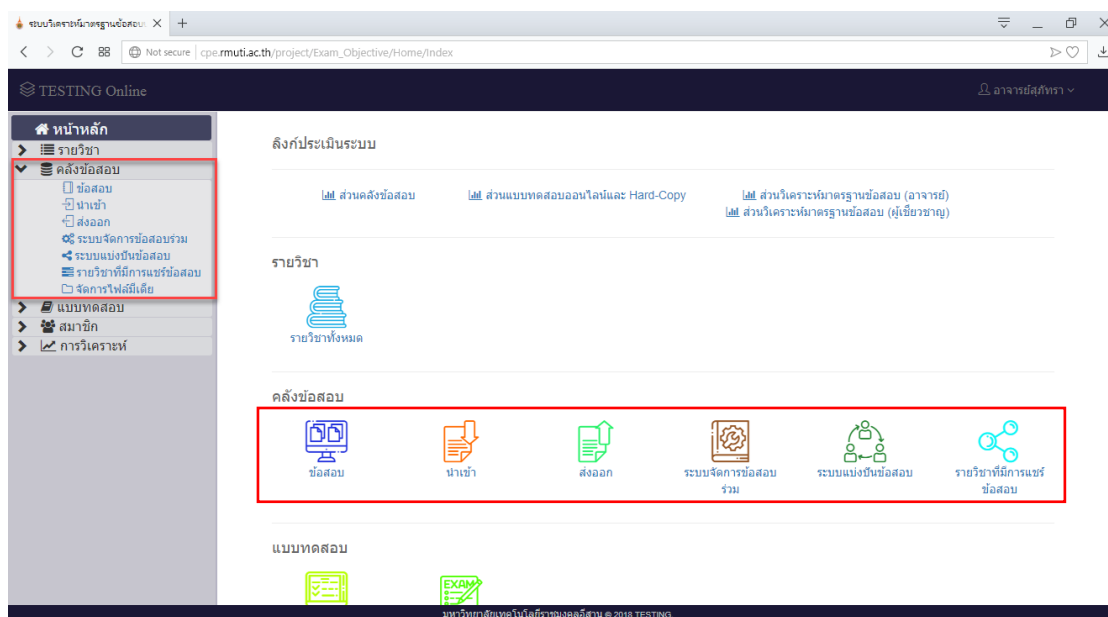 ระบบวิเคราะห์มาตรฐานข้อสอบ
Not secure | cpe.rmuti.ac.th/project/Exam_Objective/Home/Index
TESTING Online
อาจารย์สุภัทรา
หน้าหลัก
รายวิชา
คลังข้อสอบ
ข้อสอบ
นำเข้า
ส่งออก
ระบบจัดการข้อสอบร่วม
ระบบแบ่งปันข้อสอบ
รายวิชาที่มีการแชร์ข้อสอบ
จัดการไฟล์มีเดีย
แบบทดสอบ
สมาชิก
การวิเคราะห์
ลิงก์ประเมินระบบ
ส่วนคลังข้อสอบ
ส่วนแบบทดสอบออนไลน์และ Hard-Copy
ส่วนวิเคราะห์มาตรฐานข้อสอบ (อาจารย์)
ส่วนวิเคราะห์มาตรฐานข้อสอบ (ผู้เชี่ยวชาญ)
รายวิชา
รายวิชาทั้งหมด
คลังข้อสอบ
ข้อสอบ
นำเข้า
ส่งออก
ระบบจัดการข้อสอบ
ร่วม
ระบบแบ่งปันข้อสอบ
รายวิชาที่มีการแชร์
ข้อสอบ
แบบทดสอบ
EXAM
มหาวิทยาลัยเทคโนโลยีราชมงคลอีสาน © 2018 TESTING